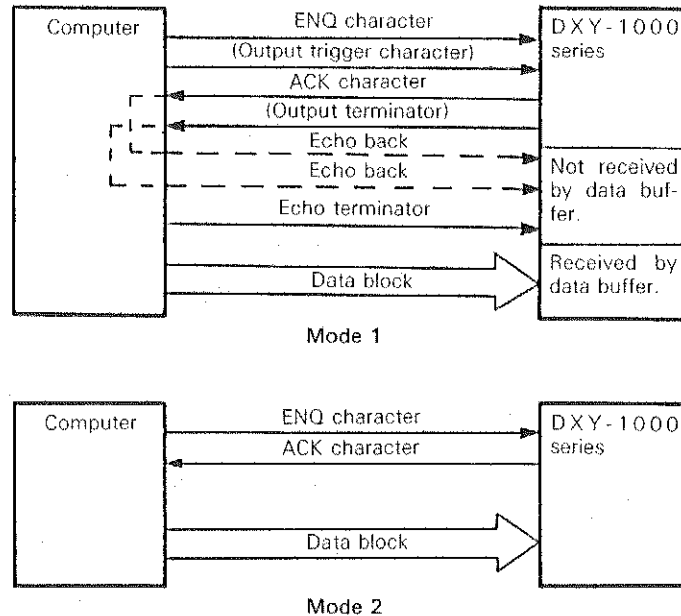 Computer
ENQ character
DXY-1000
series
(Output trigger character)
ACK character
(Output terminator)
Echo back
Echo back
Not received
by data buf-
fer.
Echo terminator
Received by
data buffer.
Data block
Mode 1
Computer
ENQ character
DXY-1000
series
ACK character
Data block
Mode 2